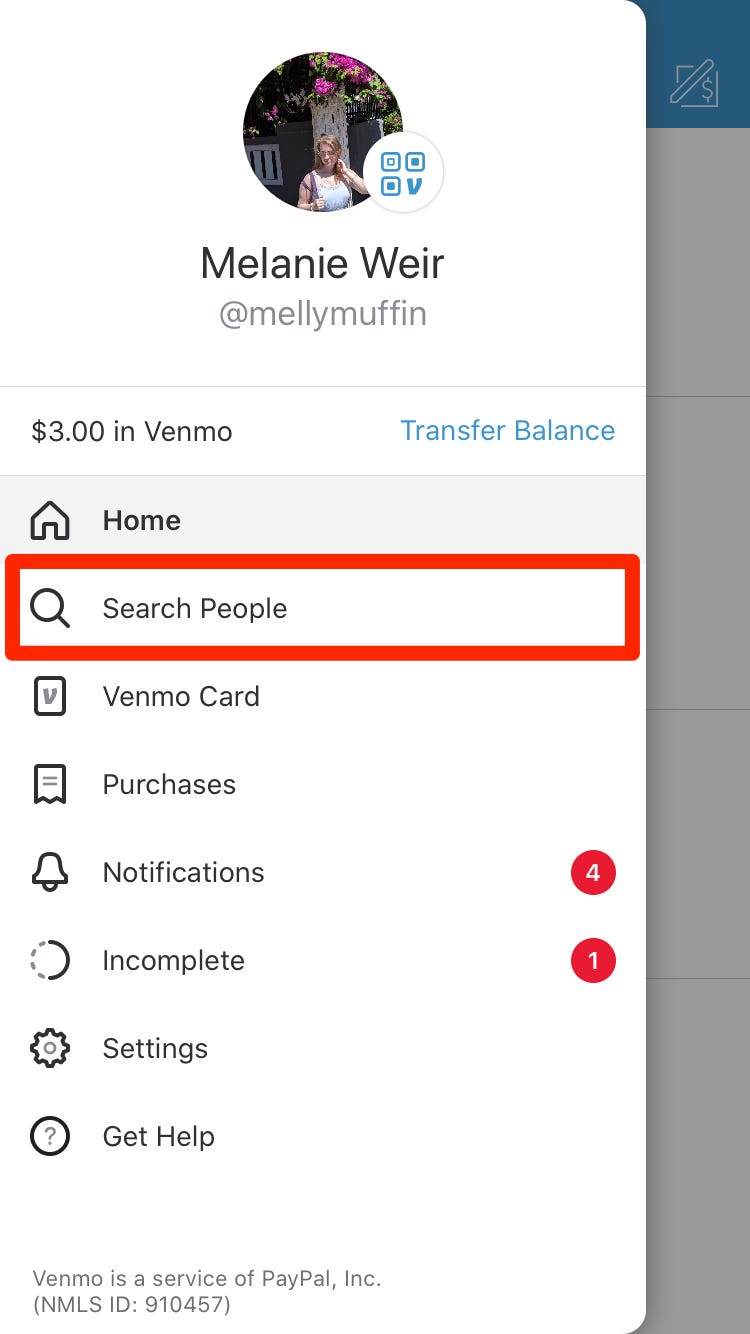 Melanie Weir
@mellymuffin
$3.00 in Venmo Transfer Balance
Home
Search People
Venmo Card
Purchases
Notifications 4
Incomplete 1
Settings
? Get Help
Venmo is a service of PayPal, Inc.
(NMLS ID: 910457)